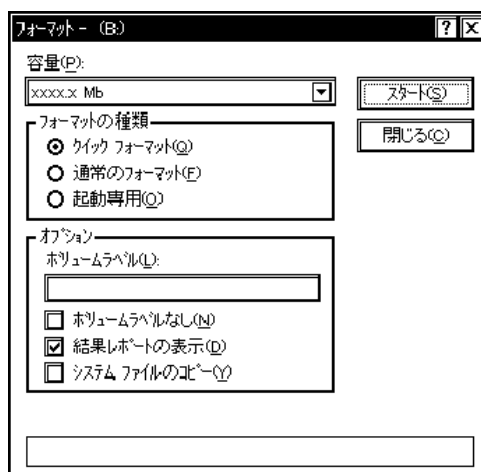 フォーマット - (B:)
容量(P):
xxxx.x Mb
スタート(S)
フォーマットの種類
閉じる(C)
クイック フォーマット(Q)
通常のフォーマット(F)
起動専用(O)
オプション
ボリュームラベル(L):
ボリュームラベルなし(N)
結果レポートの表示(D)
システム ファイルのコピー(Y)